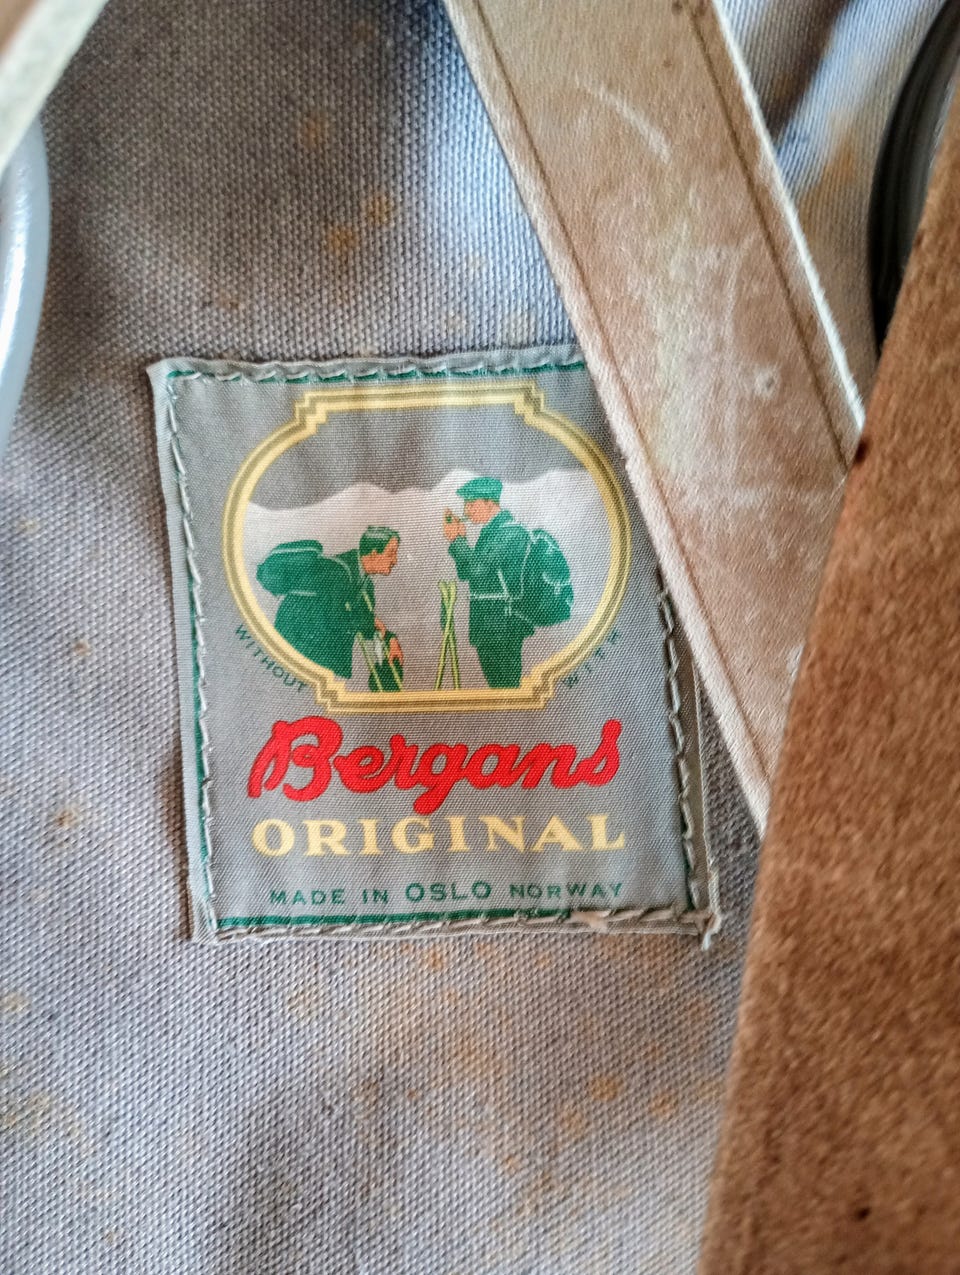 WITHOUT WITH
Bergans
ORIGINAL
MADE IN OSLO NORWAY